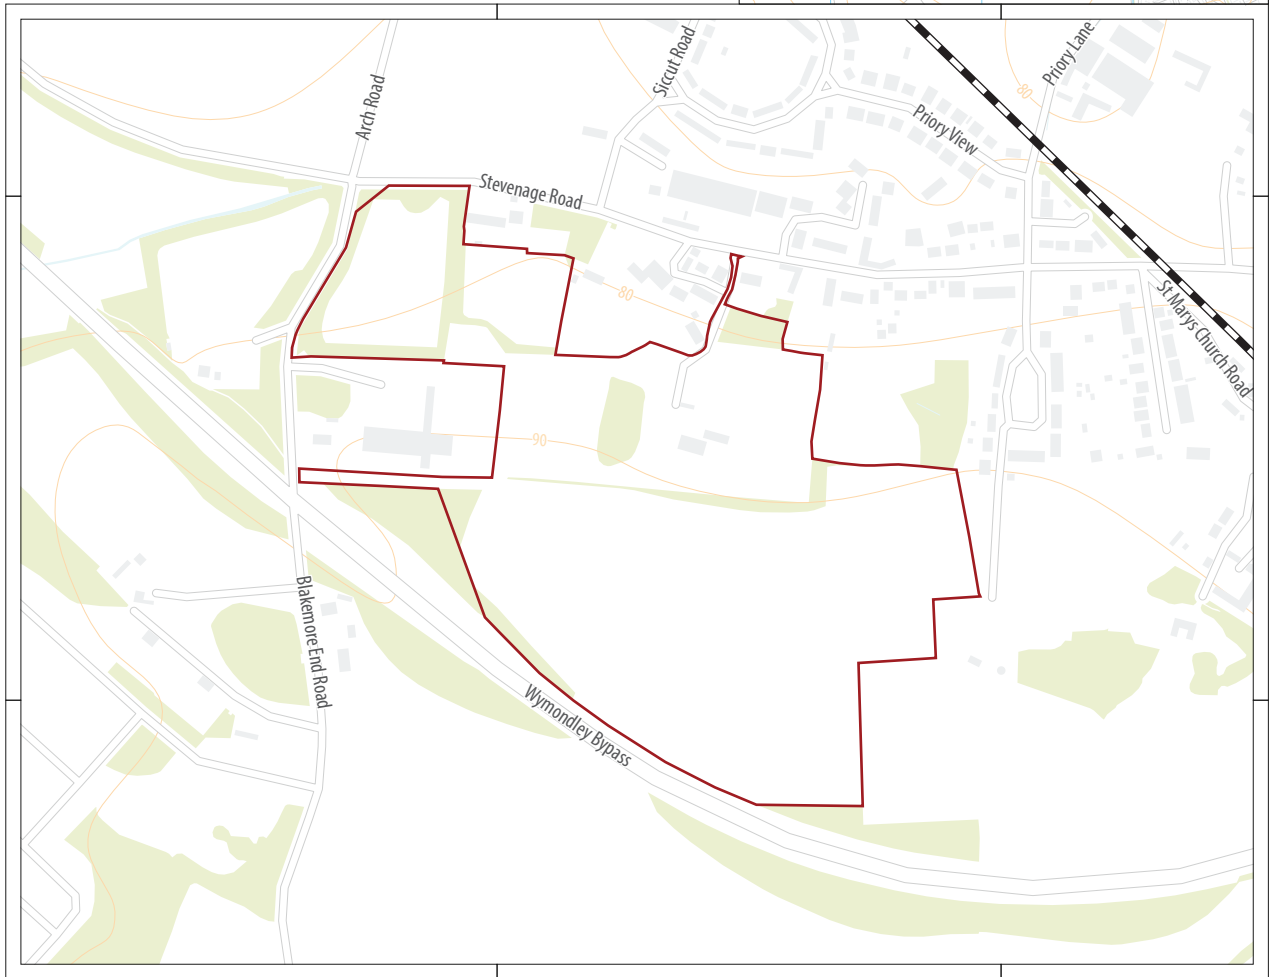 Siccut Road
Priory Lane
Arch Road
80
Priory View
Stevenage Road
80
St Marys Church Road
90
Blakemore End Road
Wymondley Bypass